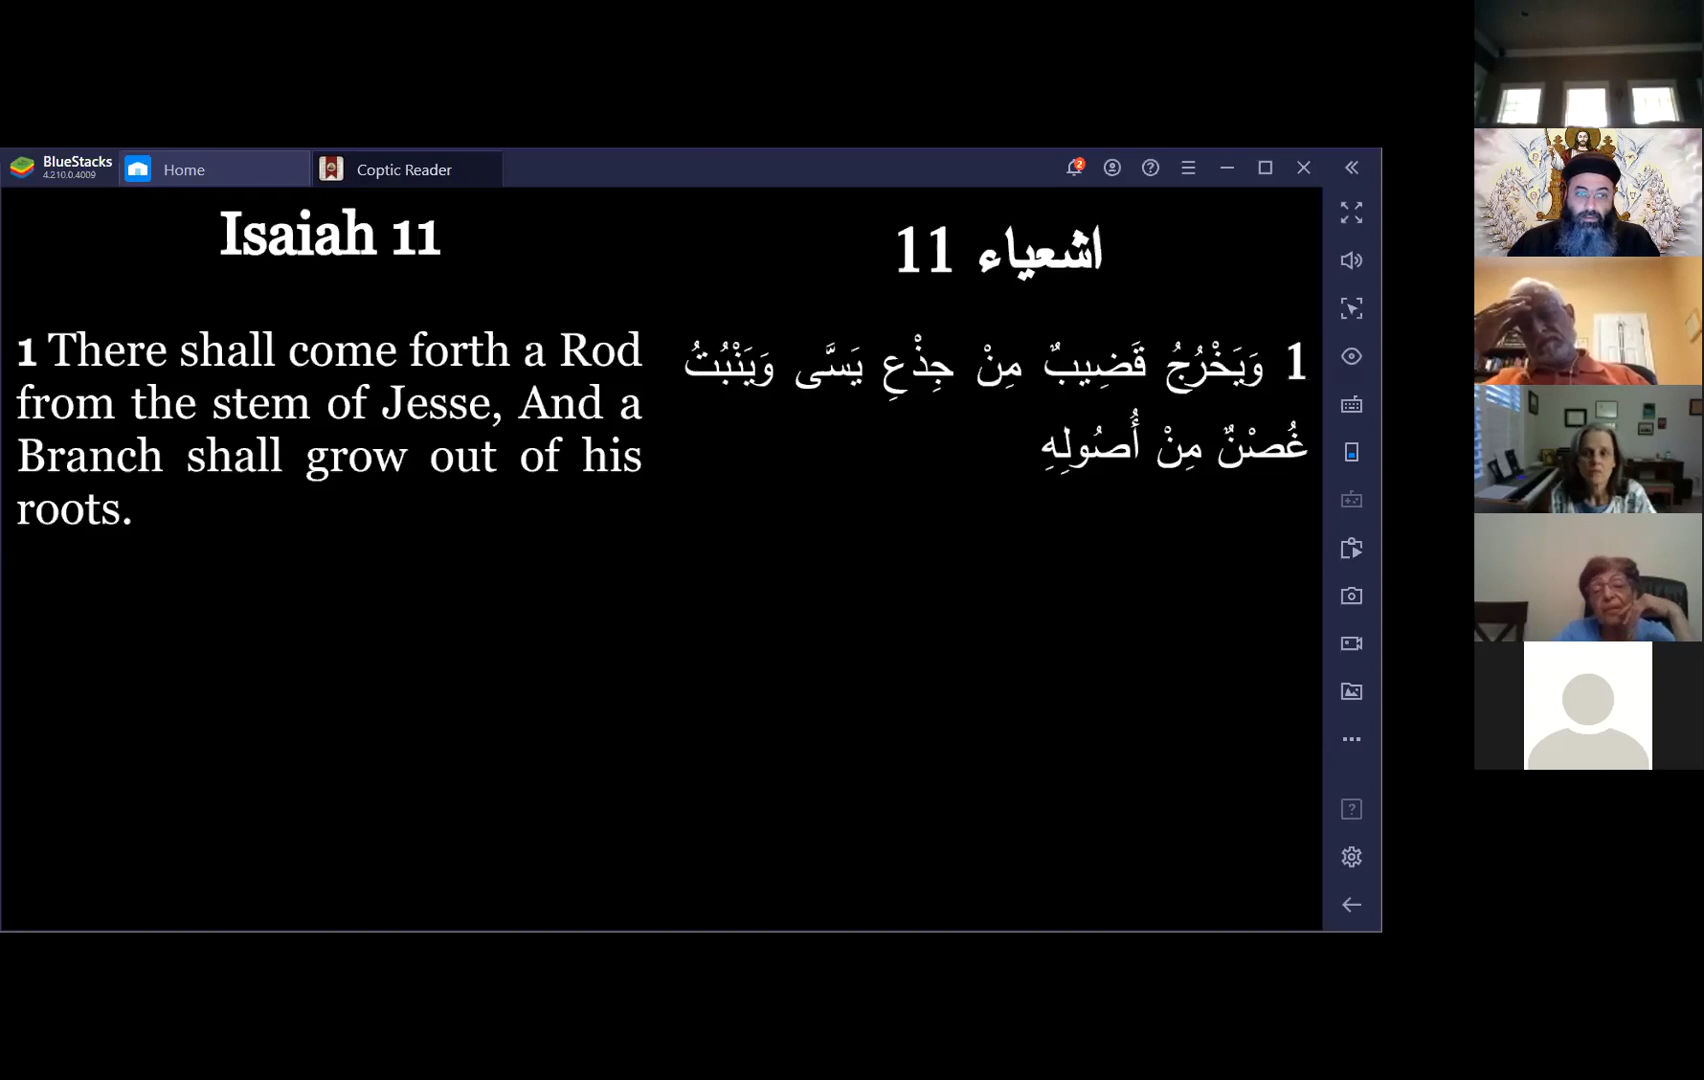 BlueStacks
4.210.0.4009
Home
Coptic Reader
2
Isaiah 11
1 There shall come forth a Rod
from the stem of Jesse, And a
Branch shall grow out of his
roots.
اشعياء 11
1 وَيَخْرُجُ قَضِيبٌ مِنْ جِذْعِ يَسَّى وَيَنْبُتُ
غُصْنٌ مِنْ أُصُولِهِ